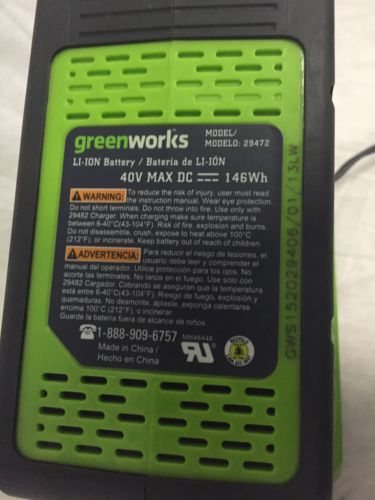 greenworks
MODEL/
MODELO: 29472
LI-ION Battery / Batería de LI-IÓN
40V MAX DC 146Wh
WARNING: To reduce the risk of injury, user must read
the instruction manual. Wear eye protection.
Do not short terminals. Do not throw into fire. Use only with
29482 Charger. When charging make sure temperature is
between 6-40°C(43-104°F). Risk of fire, explosion and burns.
Do not disassemble, crush, expose to heat above 100°C
(212°F), or incinerate. Keep battery out of reach of children.
ADVERTENCIA: Para reducir el riesgo de lesiones, el
usuario debe leer y comprender el
manual del operador. Utilice protección para los ojos. No
acorte las terminales. No lanze en el fuego. Use sólo con
29482 Cargador. Cobrando se aseguran que la temperatura
está entre 6-40°C(43-104°F). Riesgo de fuego, explosión y
quemaduras. No desmonte, aplaste, exponga calentarse
encima 100°C (212°F), o incinerar.
Guarde la batería fuera de alcance de niños.
1-888-909-6757
MH46448
Made in China /
Hecho en China
GWS152029406/01/13LW